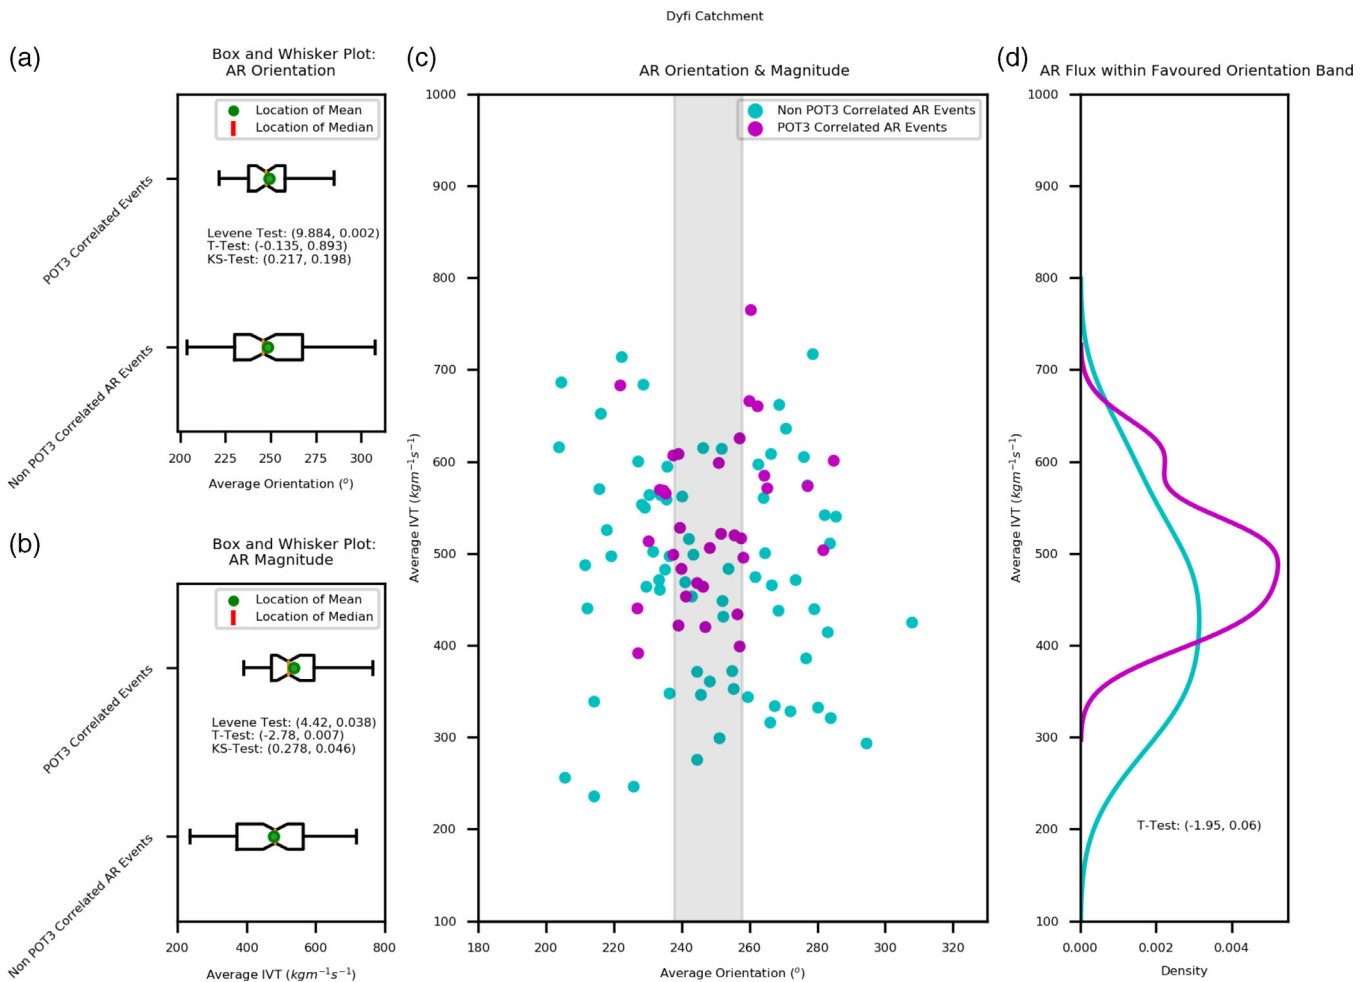 Dyfi Catchment
(a)
Box and Whisker Plot:
AR Orientation
Location of Mean
Location of Median
POT3 Correlated Events
Levene Test: (9.884, 0.002)
T-Test: (-0.135, 0.893)
KS-Test: (0.217, 0.198)
Non POT3 Correlated AR Events
200 225 250 275 300
Average Orientation (°)
(b)
Box and Whisker Plot:
AR Magnitude
Location of Mean
Location of Median
POT3 Correlated Events
Levene Test: (4.42, 0.038)
T-Test: (-2.78, 0.007)
KS-Test: (0.278, 0.046)
Non POT3 Correlated AR Events
200 400 600 800
Average IVT (kgm⁻¹s⁻¹)
(c)
AR Orientation & Magnitude
Non POT3 Correlated AR Events
POT3 Correlated AR Events
1000
900
800
700
600
500
400
300
200
100
Average IVT (kgm⁻¹s⁻¹)
180 200 220 240 260 280 300 320
Average Orientation (°)
(d)
AR Flux within Favoured Orientation Band
1000
900
800
700
600
500
400
300
200
100
Average IVT (kgm⁻¹s⁻¹)
T-Test: (-1.95, 0.06)
0.000 0.002 0.004
Density